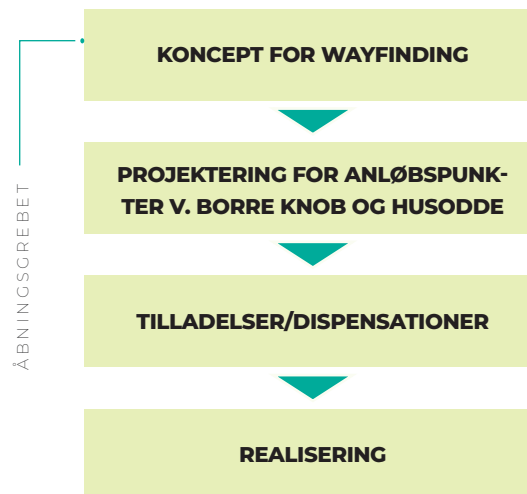 KONCEPT FOR WAYFINDING
PROJEKTERING FOR ANLØBSPUNK-
TER V. BORRE KNOB OG HUSODDE
TILLADELSER/DISPENSATIONER
REALISERING
ÅBNINGSGREBET